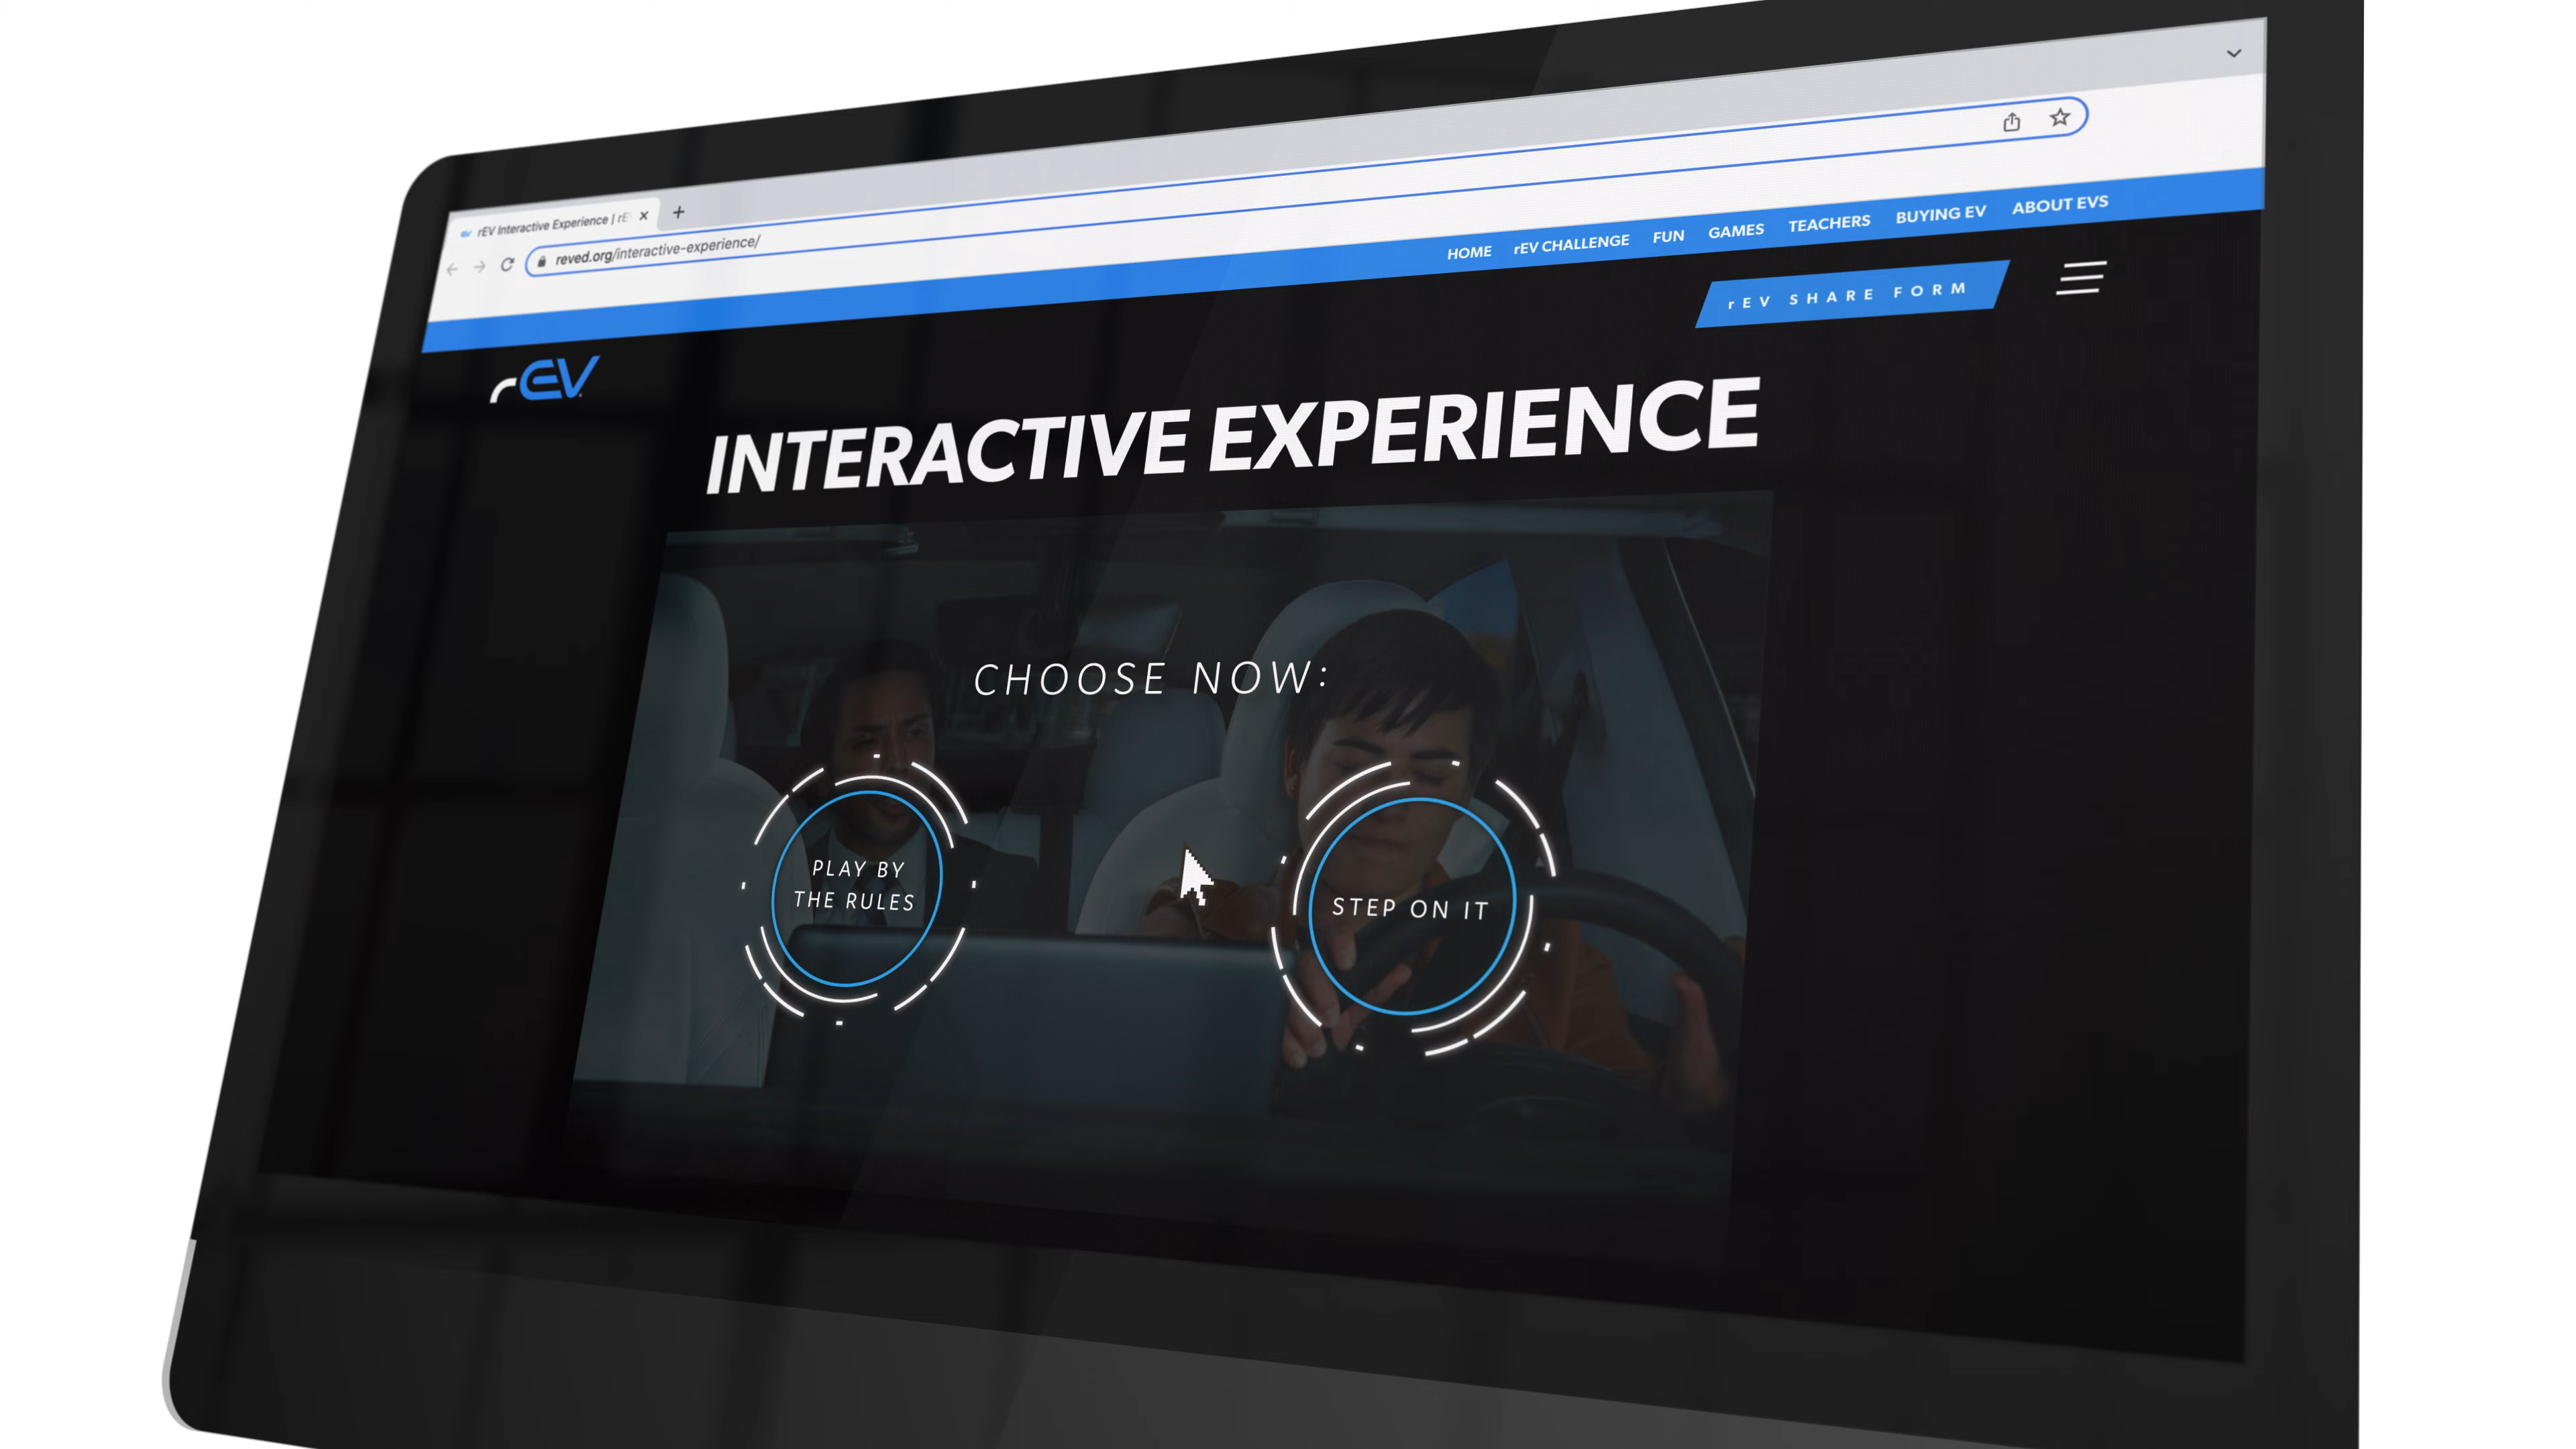 rEV Interactive Experience | rE
reved.org/interactive-experience/
HOME rEV CHALLENGE FUN GAMES TEACHERS BUYING EV ABOUT EVS
rEV SHARE FORM
rEV
INTERACTIVE EXPERIENCE
CHOOSE NOW:
PLAY BY
THE RULES
STEP ON IT